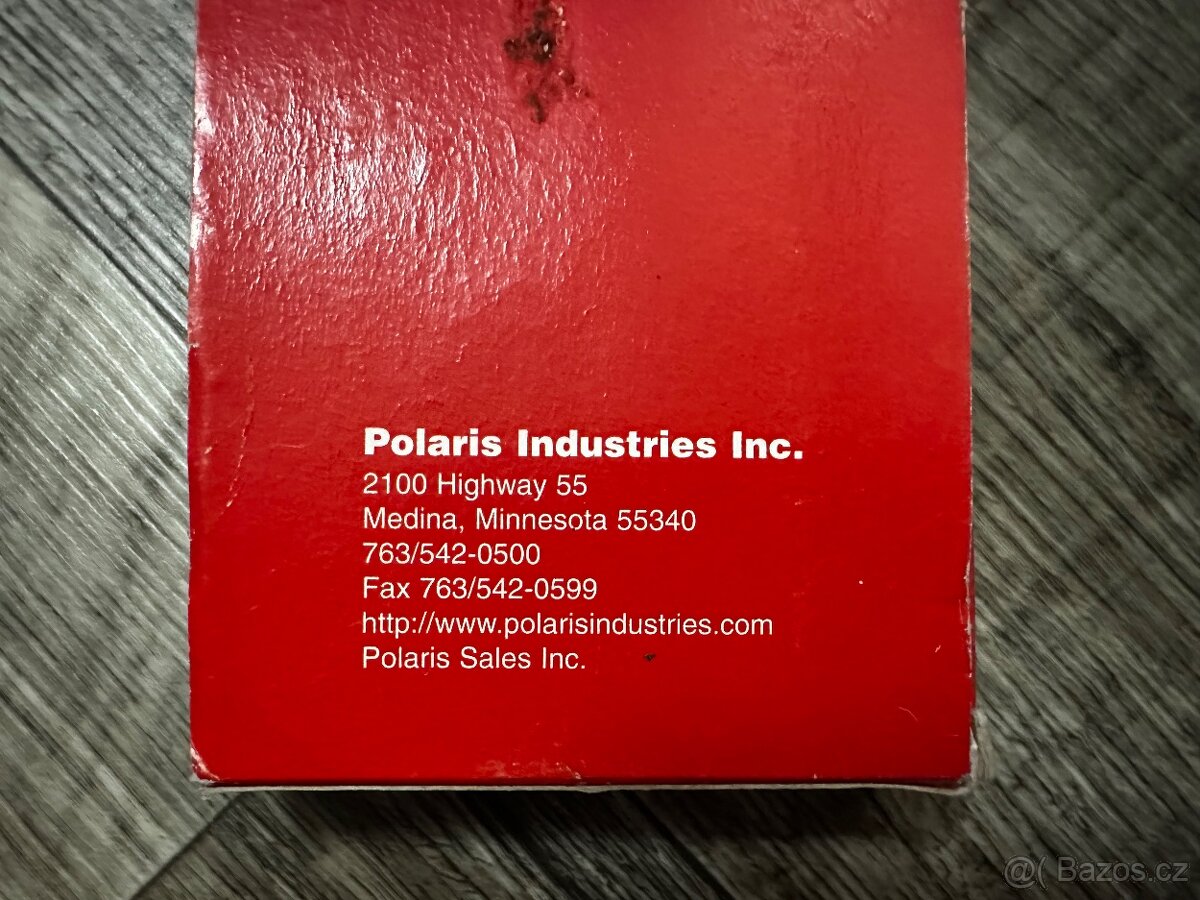 Polaris Industries Inc.
2100 Highway 55
Medina, Minnesota 55340
763/542-0500
Fax 763/542-0599
http://www.polarisindustries.com
Polaris Sales Inc.
@( Bazos.cz